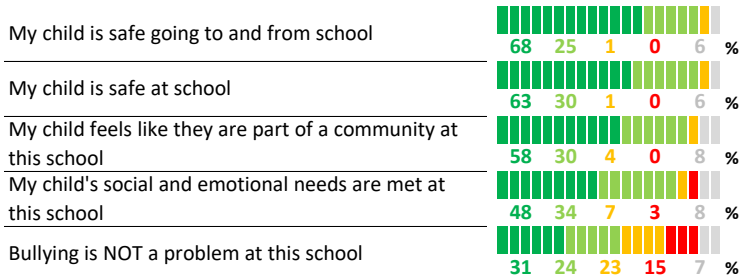 My child is safe going to and from school
68 25 1 0 6 %
My child is safe at school
63 30 1 0 6 %
My child feels like they are part of a community at
this school
58 30 4 0 8 %
My child's social and emotional needs are met at
this school
48 34 7 3 8 %
Bullying is NOT a problem at this school
31 24 23 15 7 %